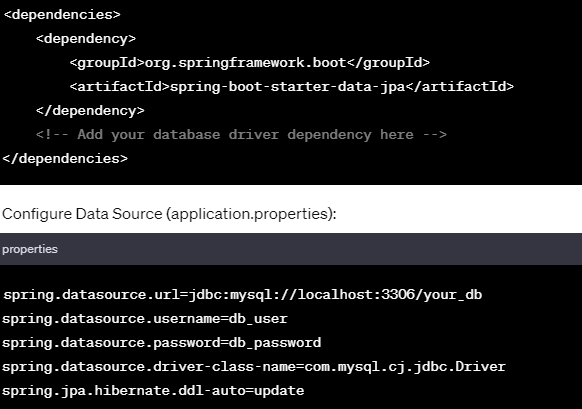 <dependencies>
<dependency>
<groupId>org.springframework.boot</groupId>
<artifactId>spring-boot-starter-data-jpa</artifactId>
</dependency>
<!-- Add your database driver dependency here -->
</dependencies>
Configure Data Source (application.properties):
properties
spring.datasource.url=jdbc:mysql://localhost:3306/your_db
spring.datasource.username=db_user
spring.datasource.password=db_password
spring.datasource.driver-class-name=com.mysql.cj.jdbc.Driver
spring.jpa.hibernate.ddl-auto=update